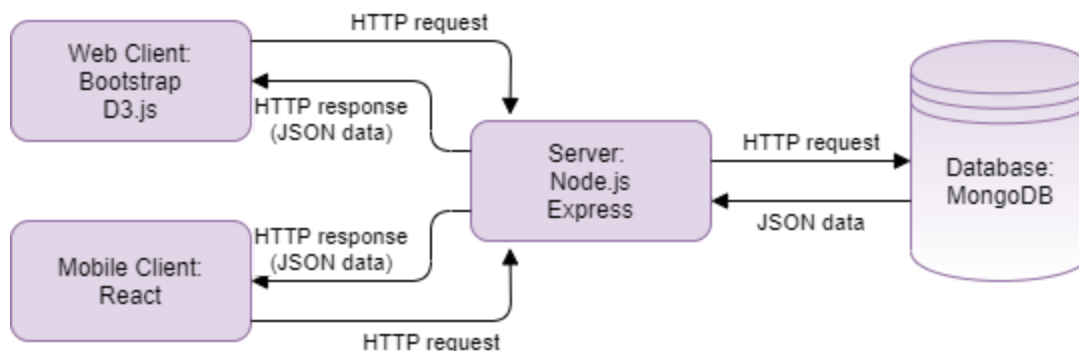 HTTP request
Web Client:
Bootstrap
D3.js
HTTP response
(JSON data)
Server:
Node.js
Express
HTTP request
JSON data
Database:
MongoDB
HTTP response
(JSON data)
Mobile Client:
React
HTTP request